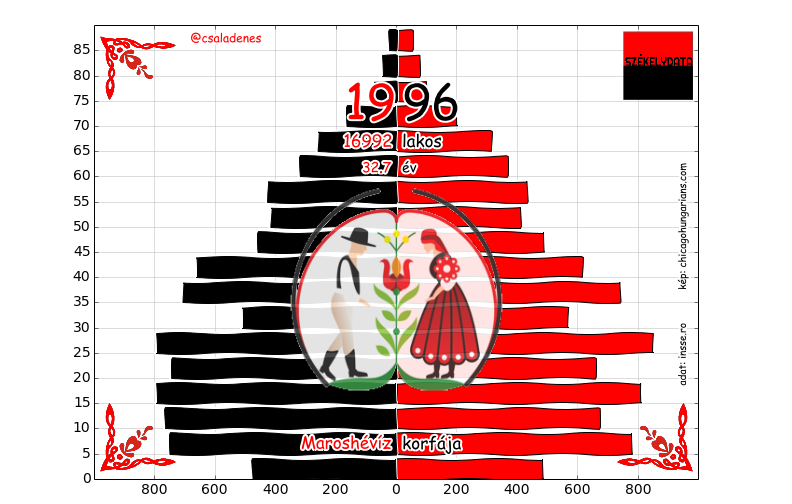 @csaladenes
SZÉKELYDATA
1996
16992 lakos
32.7 év
Maroshévíz korfája
kép: chicagohungarians.com
adat: insse.ro
85
80
75
70
65
60
55
50
45
40
35
30
25
20
15
10
5
0
800 600 400 200 0 200 400 600 800